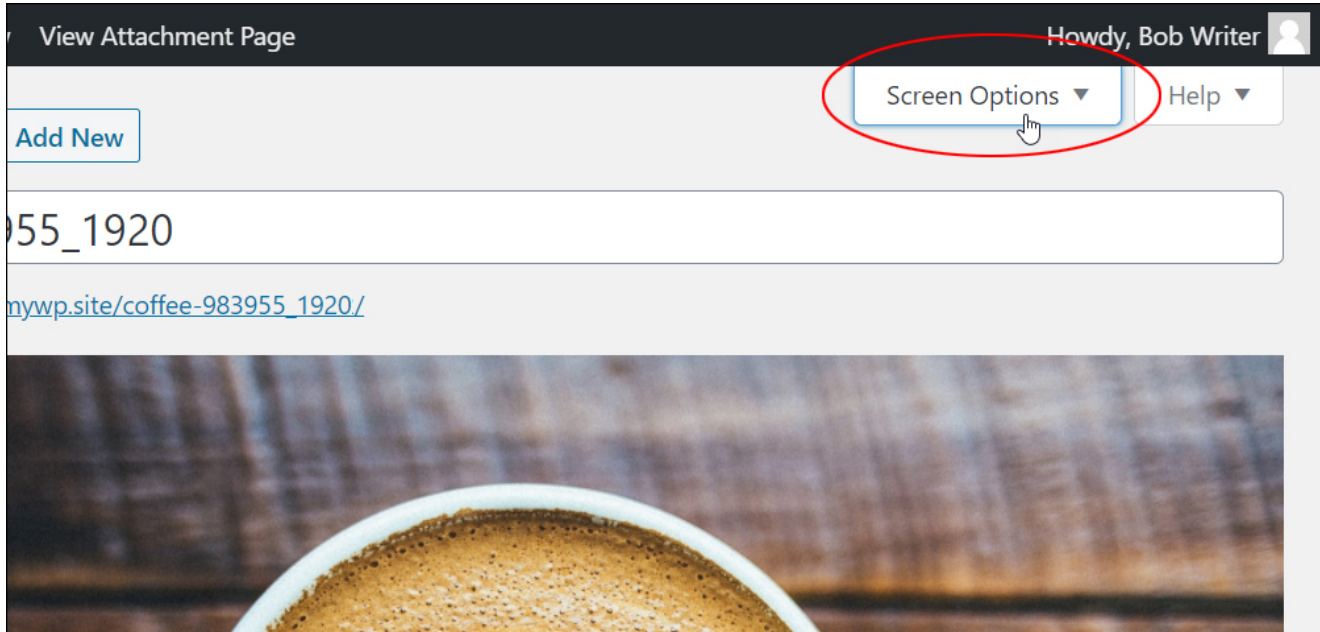 View Attachment Page
Howdy, Bob Writer
Screen Options ▼
Help ▼
Add New
955_1920
mywp.site/coffee-983955_1920/